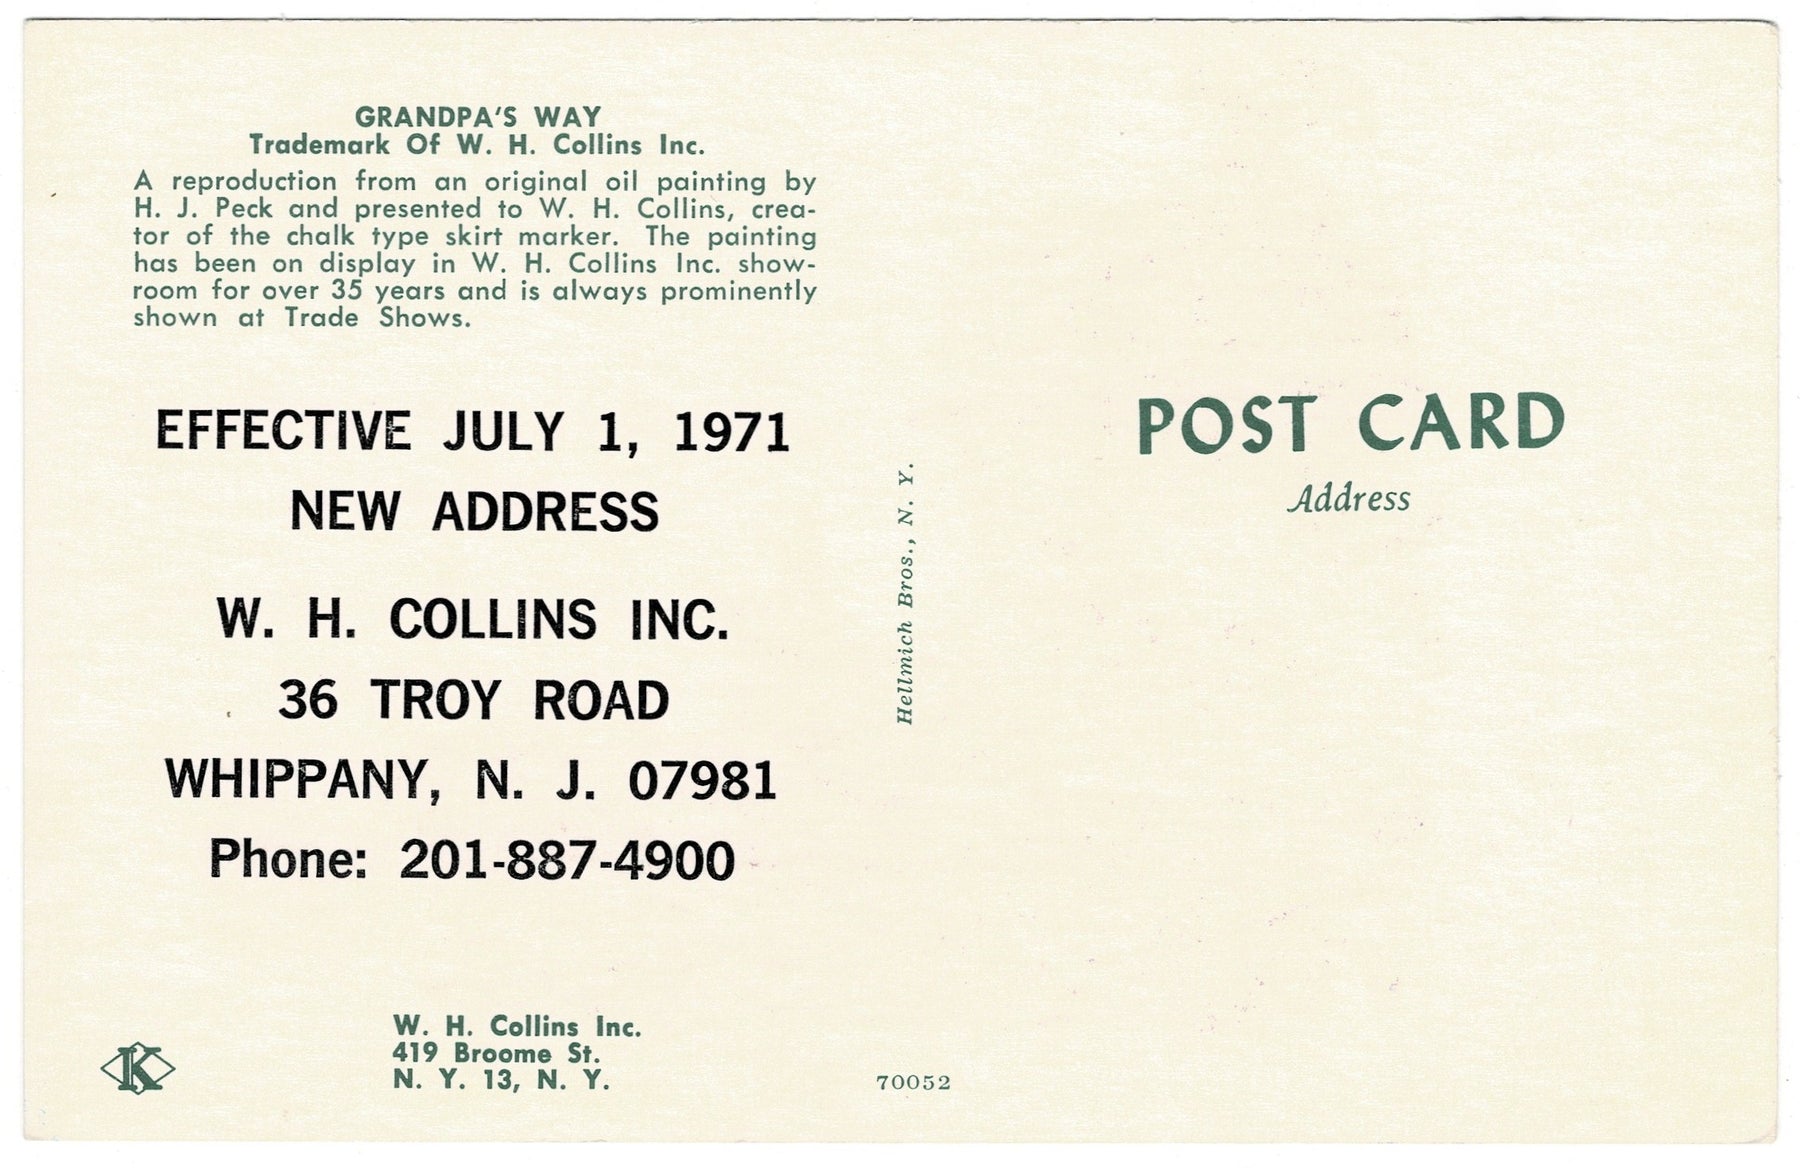 GRANDPA'S WAY
Trademark Of W. H. Collins Inc.
A reproduction from an original oil painting by
H. J. Peck and presented to W. H. Collins, crea-
tor of the chalk type skirt marker. The painting
has been on display in W. H. Collins Inc. show-
room for over 35 years and is always prominently
shown at Trade Shows.
EFFECTIVE JULY 1, 1971
NEW ADDRESS
W. H. COLLINS INC.
36 TROY ROAD
WHIPPANY, N. J. 07981
Phone: 201-887-4900
K
W. H. Collins Inc.
419 Broome St.
N. Y. 13, N. Y.
Hellmich Bros., N. Y.
70052
POST CARD
Address